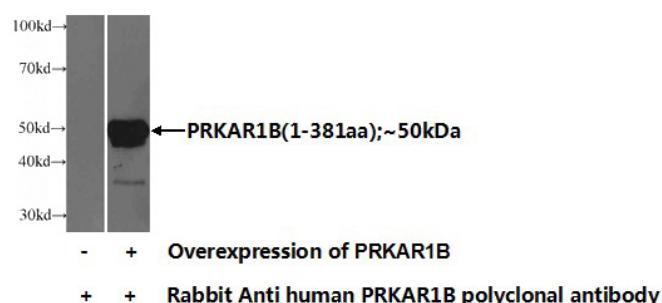 100kd→
70kd→
50kd→ PRKAR1B(1-381aa);~50kDa
40kd→
30kd→
- + Overexpression of PRKAR1B
+ + Rabbit Anti human PRKAR1B polyclonal antibody